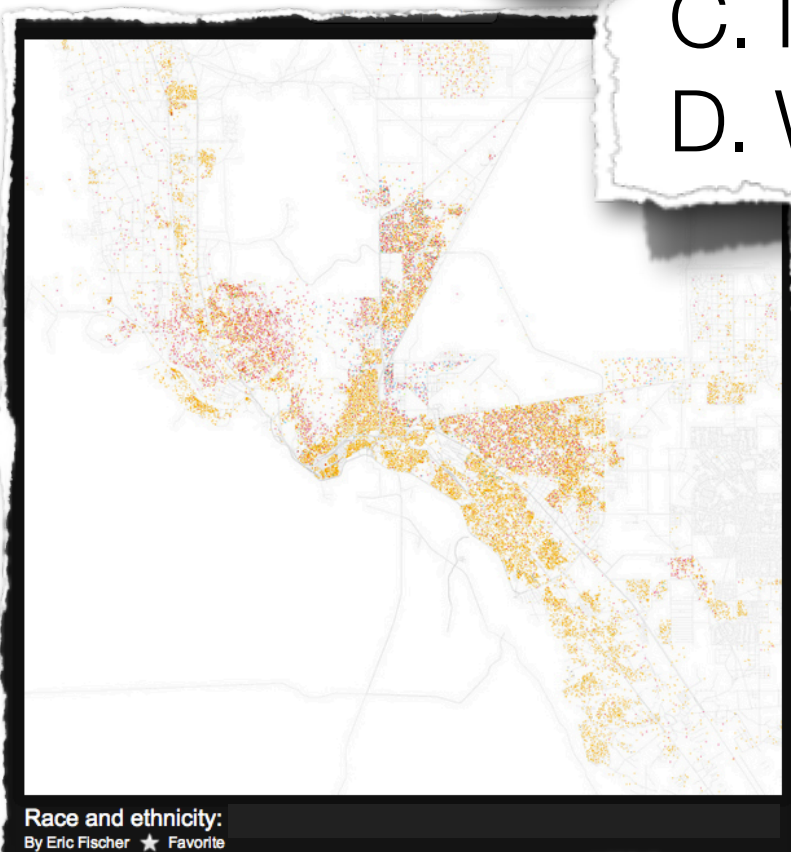 C.
D.
Race and ethnicity:
By Eric Fischer ★ Favorite